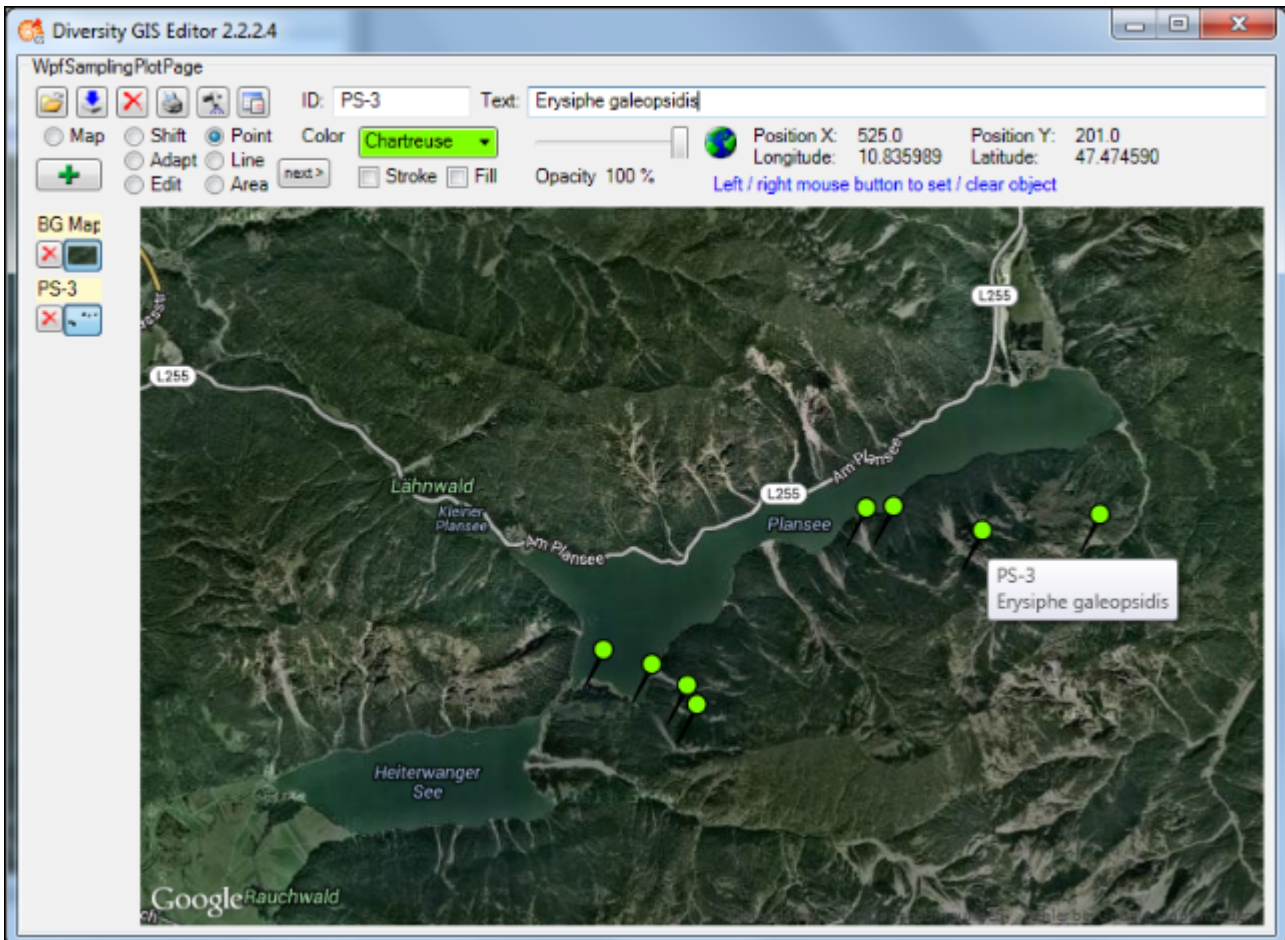 Diversity GIS Editor 2.2.2.4
WpfSamplingPlotPage
ID: PS-3 Text: Erysiphe galeopsidis
Map Shift Point Color Chartreuse Position X: 525.0 Position Y: 201.0
Adapt Line next > Longitude: 10.835989 Latitude: 47.474590
Edit Area Stroke Fill Opacity 100 % Left / right mouse button to set / clear object
BG Map
PS-3
L255
L255
Am Plansee
Lähnwald
L255
Kleiner
Plansee
Plansee
Am Plansee
PS-3
Erysiphe galeopsidis
Heiterwanger
See
Google Rauchwald